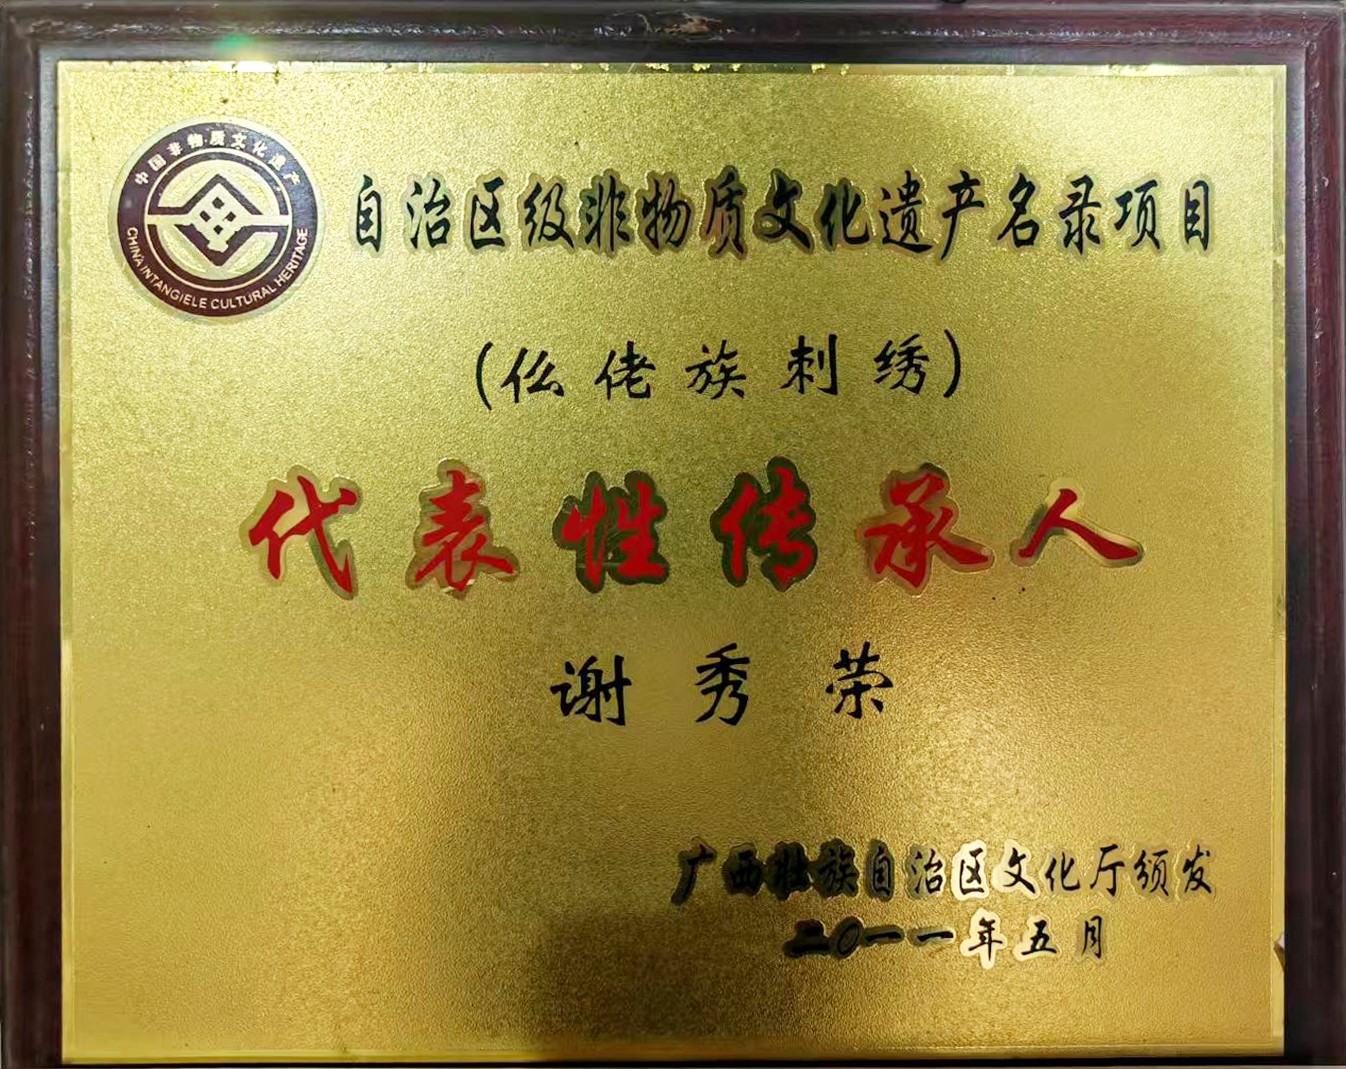 中国非物质文化遗产
CHINA INTANGIELE CULTURAL HERITAGE
自治区级非物质文化遗产名录项目
(仫佬族刺绣)
代表性传承人
谢秀荣
广西壮族自治区文化厅颁发
二〇一一年五月